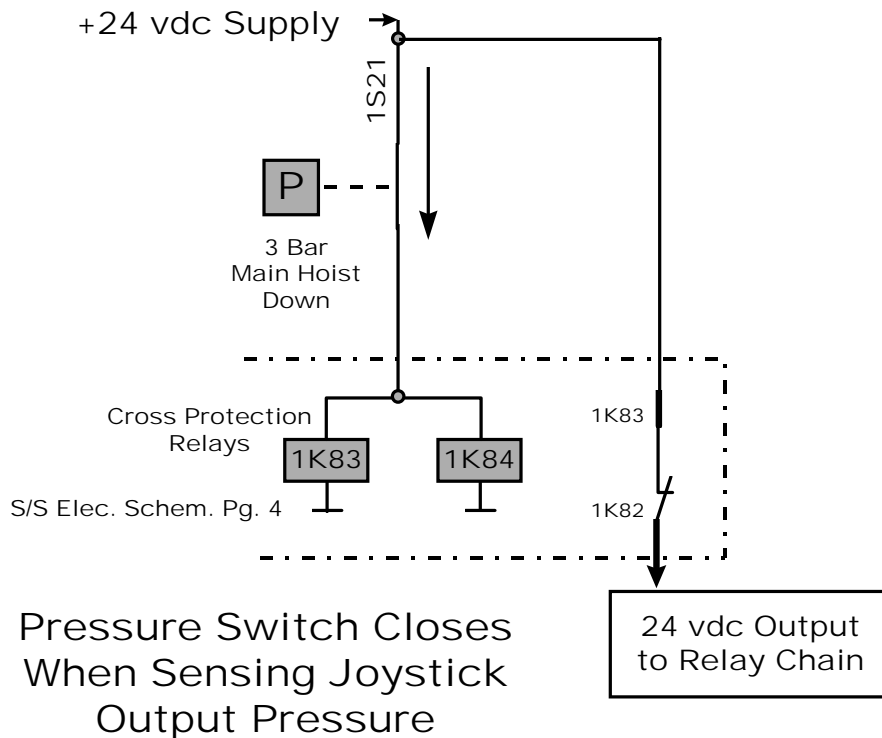 +24 vdc Supply
1S21
P
3 Bar
Main Hoist
Down
Cross Protection
Relays
1K83
1K84
1K83
S/S Elec. Schem. Pg. 4
1K82
Pressure Switch Closes
When Sensing Joystick
Output Pressure
24 vdc Output
to Relay Chain